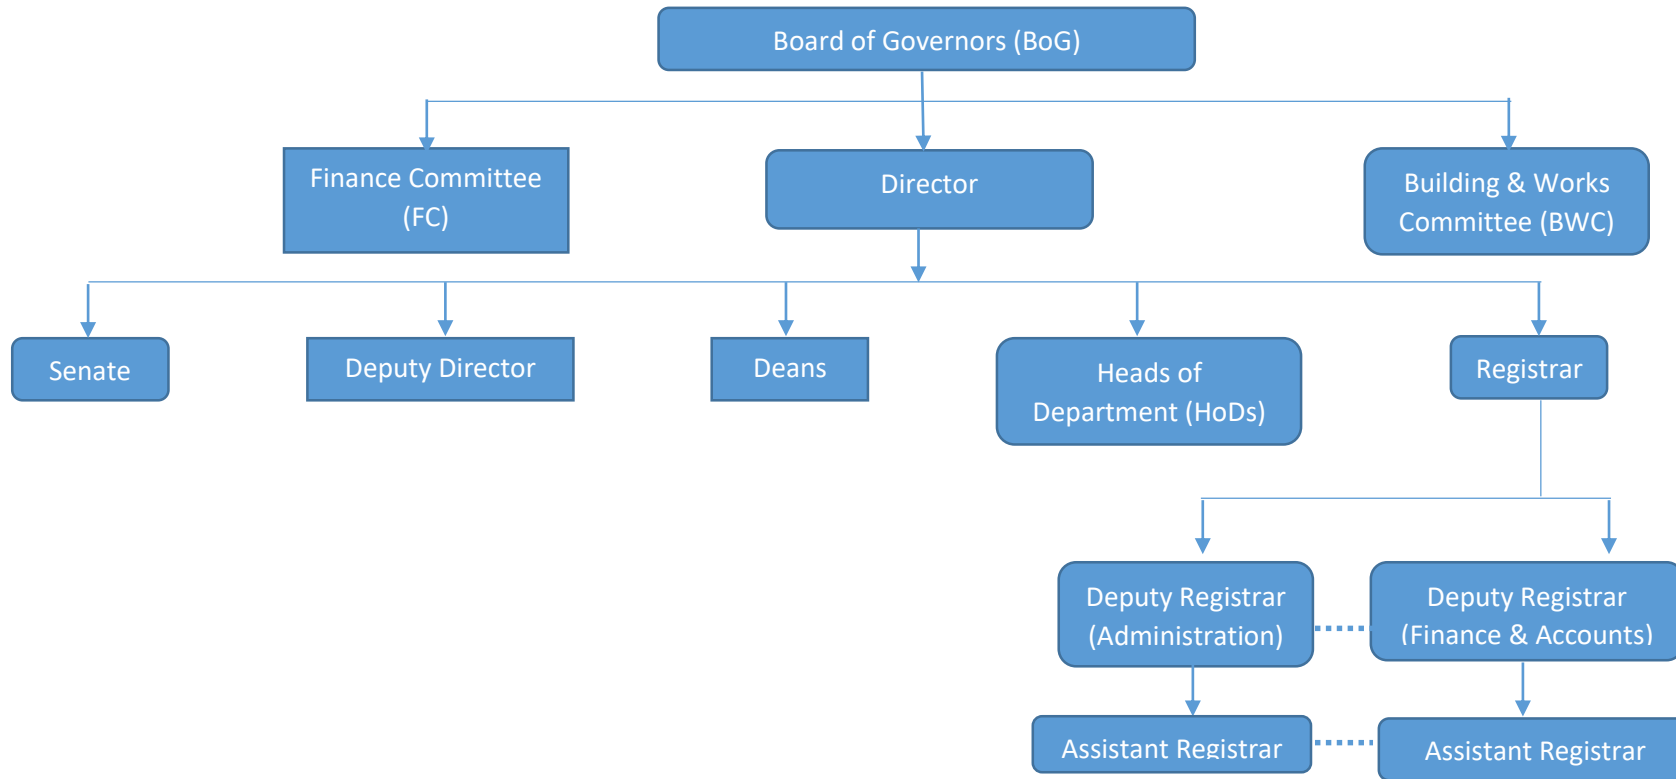 Board of Governors (BoG)
Finance Committee
(FC)
Director
Building & Works
Committee (BWC)
Senate
Deputy Director
Deans
Heads of
Department (HoDs)
Registrar
Deputy Registrar
(Administration)
Deputy Registrar
(Finance & Accounts)
Assistant Registrar
Assistant Registrar